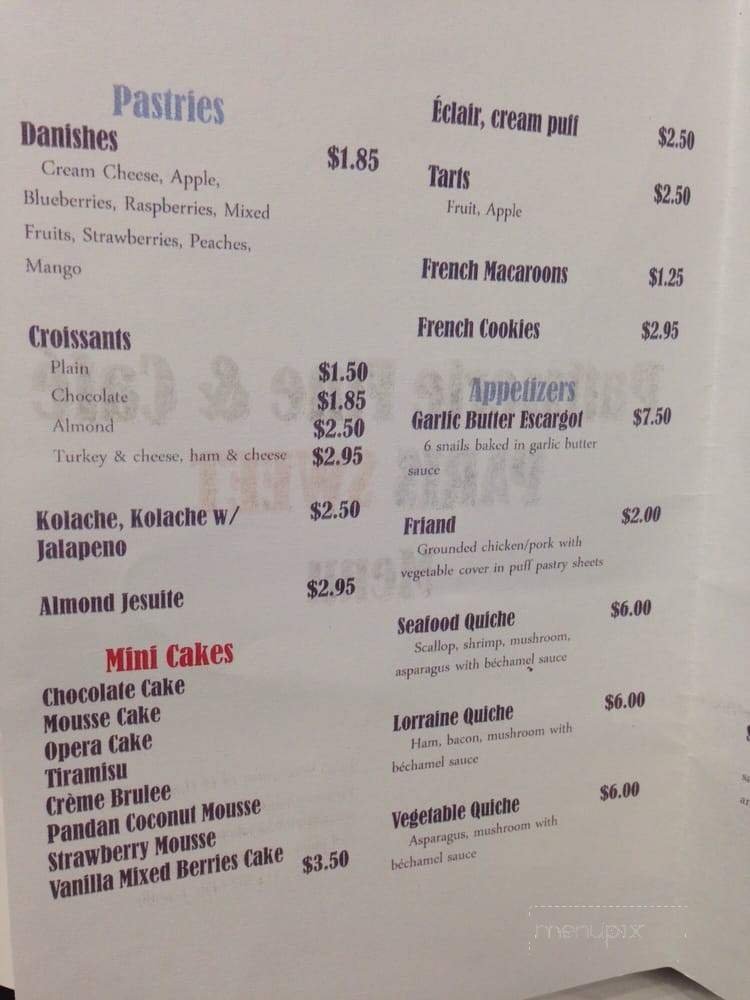 Pastries
Danishes
$1.85
Cream Cheese, Apple,
Blueberries, Raspberries, Mixed
Fruits, Strawberries, Peaches,
Mango
Croissants
Plain $1.50
Chocolate $1.85
Almond $2.50
Turkey & cheese, ham & cheese $2.95
Kolache, Kolache w/ $2.50
Jalapeno
Almond Jesuite $2.95
Mini Cakes
Chocolate Cake
Mousse Cake
Opera Cake
Tiramisu
Crème Brulee
Pandan Coconut Mousse
Strawberry Mousse
Vanilla Mixed Berries Cake $3.50
Éclair, cream puff $2.50
Tarts $2.50
Fruit, Apple
French Macaroons $1.25
French Cookies $2.95
Appetizers
Garlic Butter Escargot $7.50
6 snails baked in garlic butter
sauce
Friand $2.00
Grounded chicken/pork with
vegetable cover in puff pastry sheets
Seafood Quiche $6.00
Scallop, shrimp, mushroom,
asparagus with béchamel sauce
Lorraine Quiche $6.00
Ham, bacon, mushroom with
béchamel sauce
Vegetable Quiche $6.00
Asparagus, mushroom with
béchamel sauce
menupix